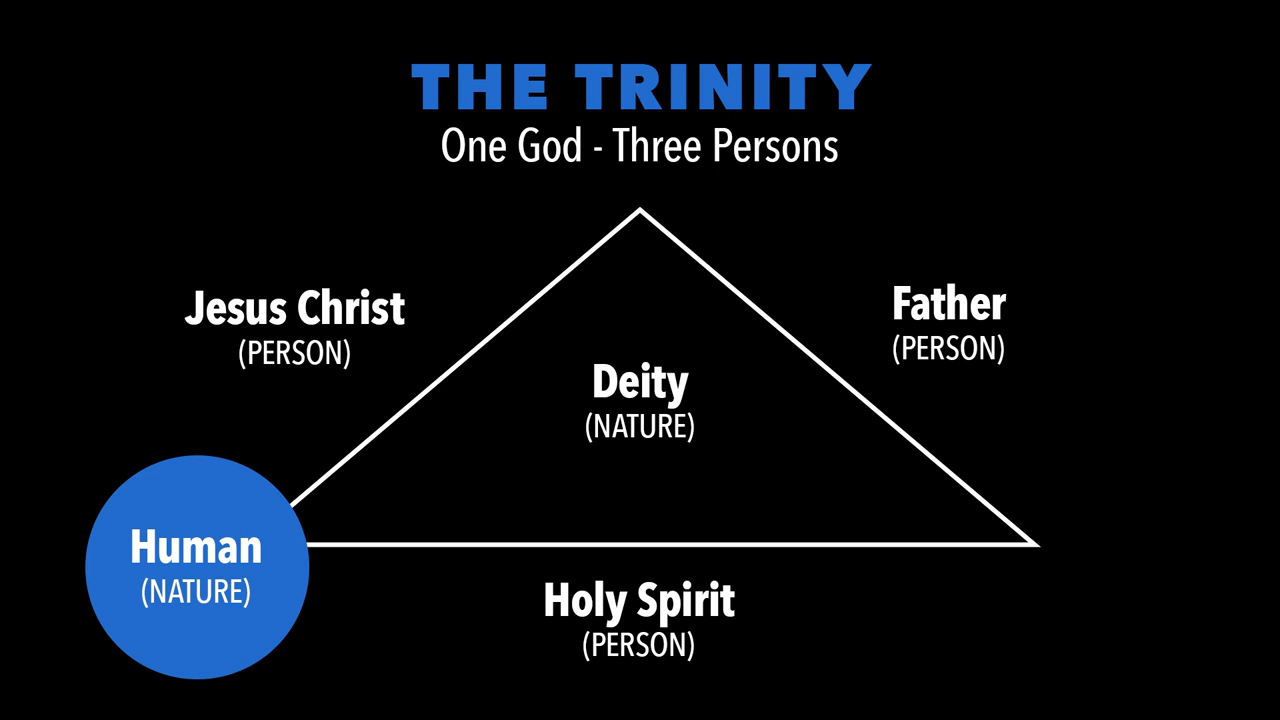 THE TRINITY
One God - Three Persons
Jesus Christ
(PERSON)
Father
(PERSON)
Deity
(NATURE)
Human
(NATURE)
Holy Spirit
(PERSON)